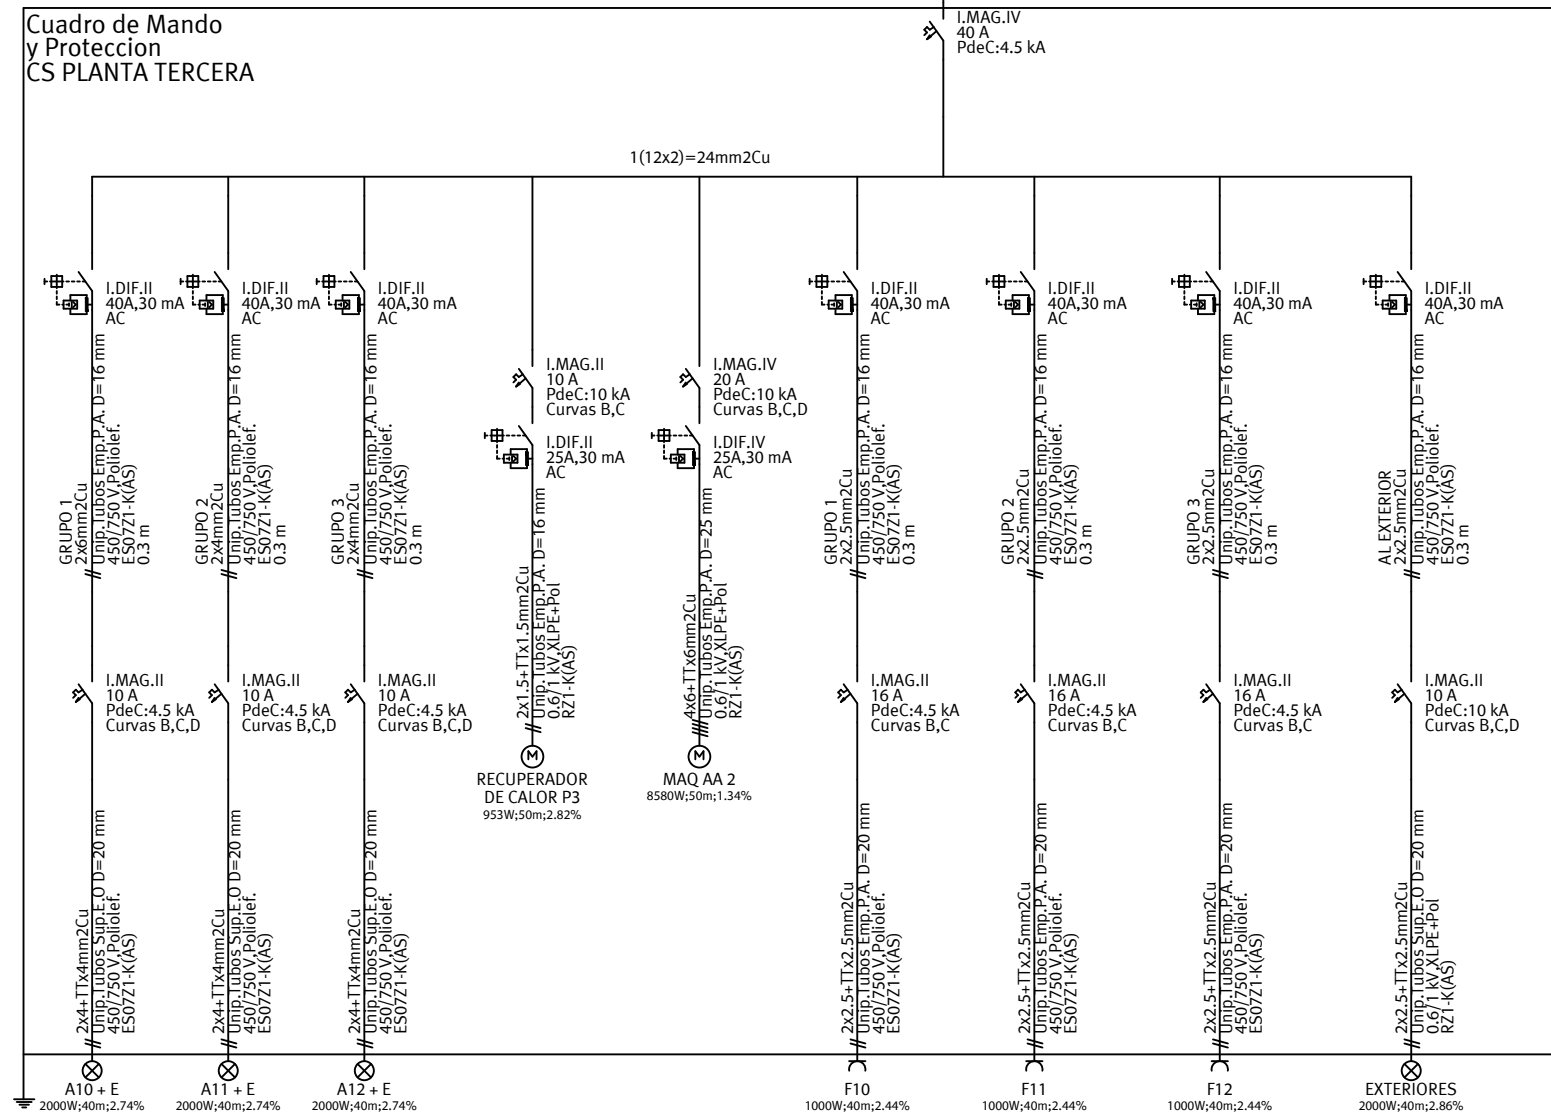 Cuadro de Mando
y Proteccion
CS PLANTA TERCERA
I.MAG.IV
40 A
PdeC:4.5 kA
1(12x2)=24mm2Cu
I.DIF.II
40A,30 mA
AC
I.DIF.II
40A,30 mA
AC
I.DIF.II
40A,30 mA
AC
I.MAG.II
10 A
PdeC:10 kA
Curvas B,C
I.DIF.II
25A,30 mA
AC
I.MAG.IV
20 A
PdeC:10 kA
Curvas B,C,D
I.DIF.IV
25A,30 mA
AC
I.DIF.II
40A,30 mA
AC
I.DIF.II
40A,30 mA
AC
I.DIF.II
40A,30 mA
AC
I.DIF.II
40A,30 mA
AC
GRUPO 1
2x6mm2Cu
Unip.Tubos Emp.P.A. D=16 mm
450/750 V,Poliolef.
ES07Z1-K(AS)
0.3 m
GRUPO 2
2x4mm2Cu
Unip.Tubos Emp.P.A. D=16 mm
450/750 V,Poliolef.
ES07Z1-K(AS)
0.3 m
GRUPO 3
2x4mm2Cu
Unip.Tubos Emp.P.A. D=16 mm
450/750 V,Poliolef.
ES07Z1-K(AS)
0.3 m
2x1.5+TTx1.5mm2Cu
Unip.Tubos Emp.P.A. D=16 mm
0.6/1 kV,XLPE+Pol
RZ1-K(AS)
4x6+TTx6mm2Cu
Unip.Tubos Emp.P.A. D=25 mm
0.6/1 kV,XLPE+Pol
RZ1-K(AS)
GRUPO 1
2x2.5mm2Cu
Unip.Tubos Emp.P.A. D=16 mm
450/750 V,Poliolef.
ES07Z1-K(AS)
0.3 m
GRUPO 2
2x2.5mm2Cu
Unip.Tubos Emp.P.A. D=16 mm
450/750 V,Poliolef.
ES07Z1-K(AS)
0.3 m
GRUPO 3
2x2.5mm2Cu
Unip.Tubos Emp.P.A. D=16 mm
450/750 V,Poliolef.
ES07Z1-K(AS)
0.3 m
AL EXTERIOR
2x2.5mm2Cu
Unip.Tubos Emp.P.A. D=16 mm
450/750 V,Poliolef.
ES07Z1-K(AS)
0.3 m
I.MAG.II
10 A
PdeC:4.5 kA
Curvas B,C,D
I.MAG.II
10 A
PdeC:4.5 kA
Curvas B,C,D
I.MAG.II
10 A
PdeC:4.5 kA
Curvas B,C,D
M
RECUPERADOR
DE CALOR P3
953W;50m;2.82%
M
MAQ AA 2
8580W;50m;1.34%
I.MAG.II
16 A
PdeC:4.5 kA
Curvas B,C
I.MAG.II
16 A
PdeC:4.5 kA
Curvas B,C
I.MAG.II
16 A
PdeC:4.5 kA
Curvas B,C
I.MAG.II
10 A
PdeC:10 kA
Curvas B,C,D
2x4+TTx4mm2Cu
Unip.Tubos Sup.E.O D=20 mm
450/750 V,Poliolef.
ES07Z1-K(AS)
2x4+TTx4mm2Cu
Unip.Tubos Sup.E.O D=20 mm
450/750 V,Poliolef.
ES07Z1-K(AS)
2x4+TTx4mm2Cu
Unip.Tubos Sup.E.O D=20 mm
450/750 V,Poliolef.
ES07Z1-K(AS)
2x2.5+TTx2.5mm2Cu
Unip.Tubos Emp.P.A. D=20 mm
450/750 V,Poliolef.
ES07Z1-K(AS)
2x2.5+TTx2.5mm2Cu
Unip.Tubos Emp.P.A. D=20 mm
450/750 V,Poliolef.
ES07Z1-K(AS)
2x2.5+TTx2.5mm2Cu
Unip.Tubos Emp.P.A. D=20 mm
450/750 V,Poliolef.
ES07Z1-K(AS)
2x2.5+TTx2.5mm2Cu
Unip.Tubos Sup.E.O D=20 mm
0.6/1 kV,XLPE+Pol
RZ1-K(AS)
A10 + E
2000W;40m;2.74%
A11 + E
2000W;40m;2.74%
A12 + E
2000W;40m;2.74%
F10
1000W;40m;2.44%
F11
1000W;40m;2.44%
F12
1000W;40m;2.44%
EXTERIORES
2000W;40m;2.86%